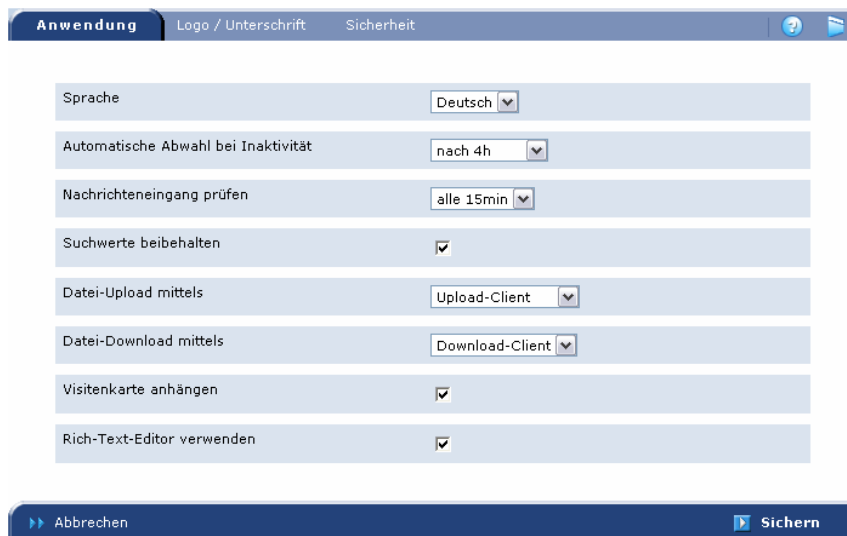 Anwendung Logo / Unterschrift Sicherheit ?
Sprache Deutsch
Automatische Abwahl bei Inaktivität nach 4h
Nachrichteneingang prüfen alle 15min
Suchwerte beibehalten
Datei-Upload mittels Upload-Client
Datei-Download mittels Download-Client
Visitenkarte anhängen
Rich-Text-Editor verwenden
Abbrechen Sichern